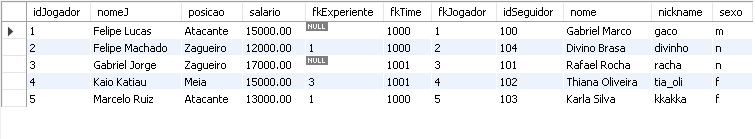 idJogador nomeJ posicao salario fkExperiente fkTime fkJogador idSeguidor nome nickname sexo
1 Felipe Lucas Atacante 15000.00 NULL 1000 1 100 Gabriel Marco gaco m
2 Felipe Machado Zagueiro 12000.00 1 1000 2 104 Divino Brasa divinho n
3 Gabriel Jorge Zagueiro 17000.00 NULL 1001 3 101 Rafael Rocha racha n
4 Kaio Katiau Meia 15000.00 3 1001 4 102 Thiana Oliveira tia_oli f
5 Marcelo Ruiz Atacante 13000.00 1 1000 5 103 Karla Silva kkakka f